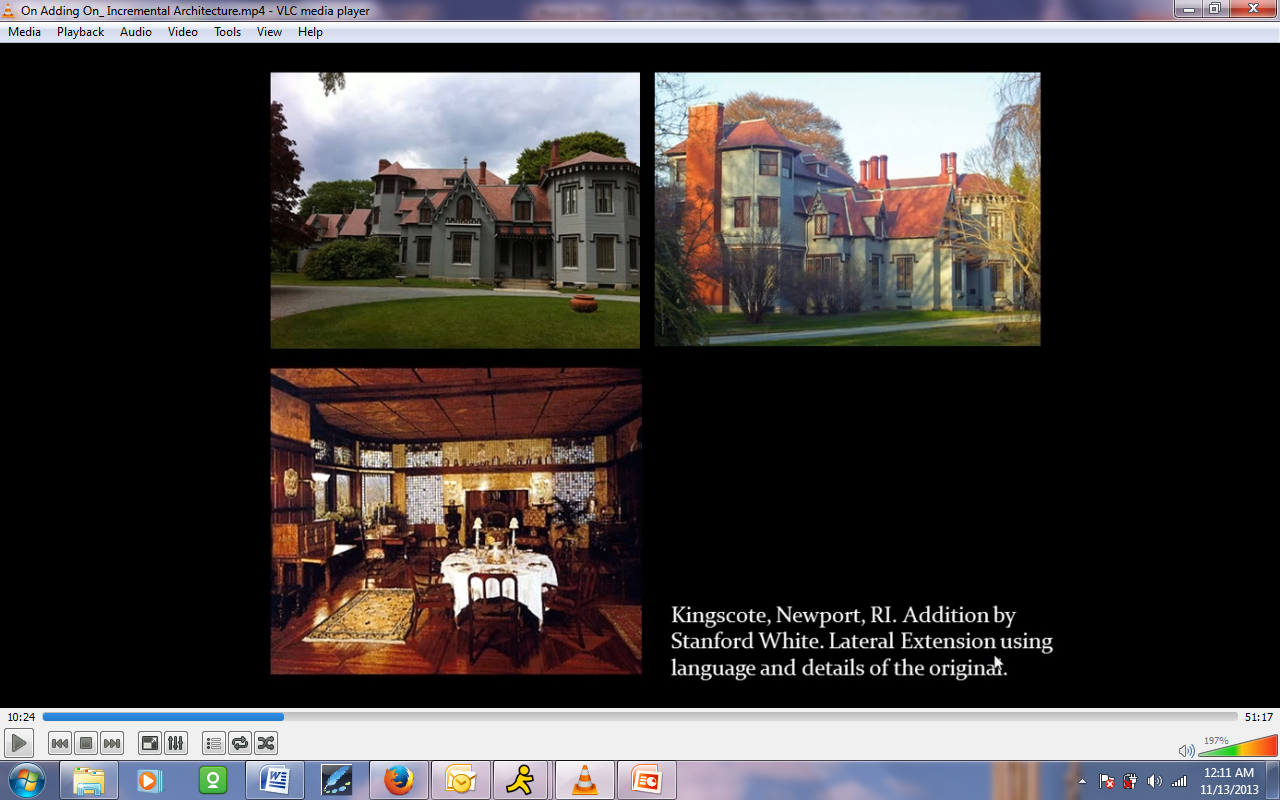 On Adding On_ Incremental Architecture.mp4 - VLC media player
Media Playback Audio Video Tools View Help
Kingscote, Newport, RI. Addition by
Stanford White. Lateral Extension using
language and details of the original.
10:24 51:17
197%
12:11 AM
11/13/2013